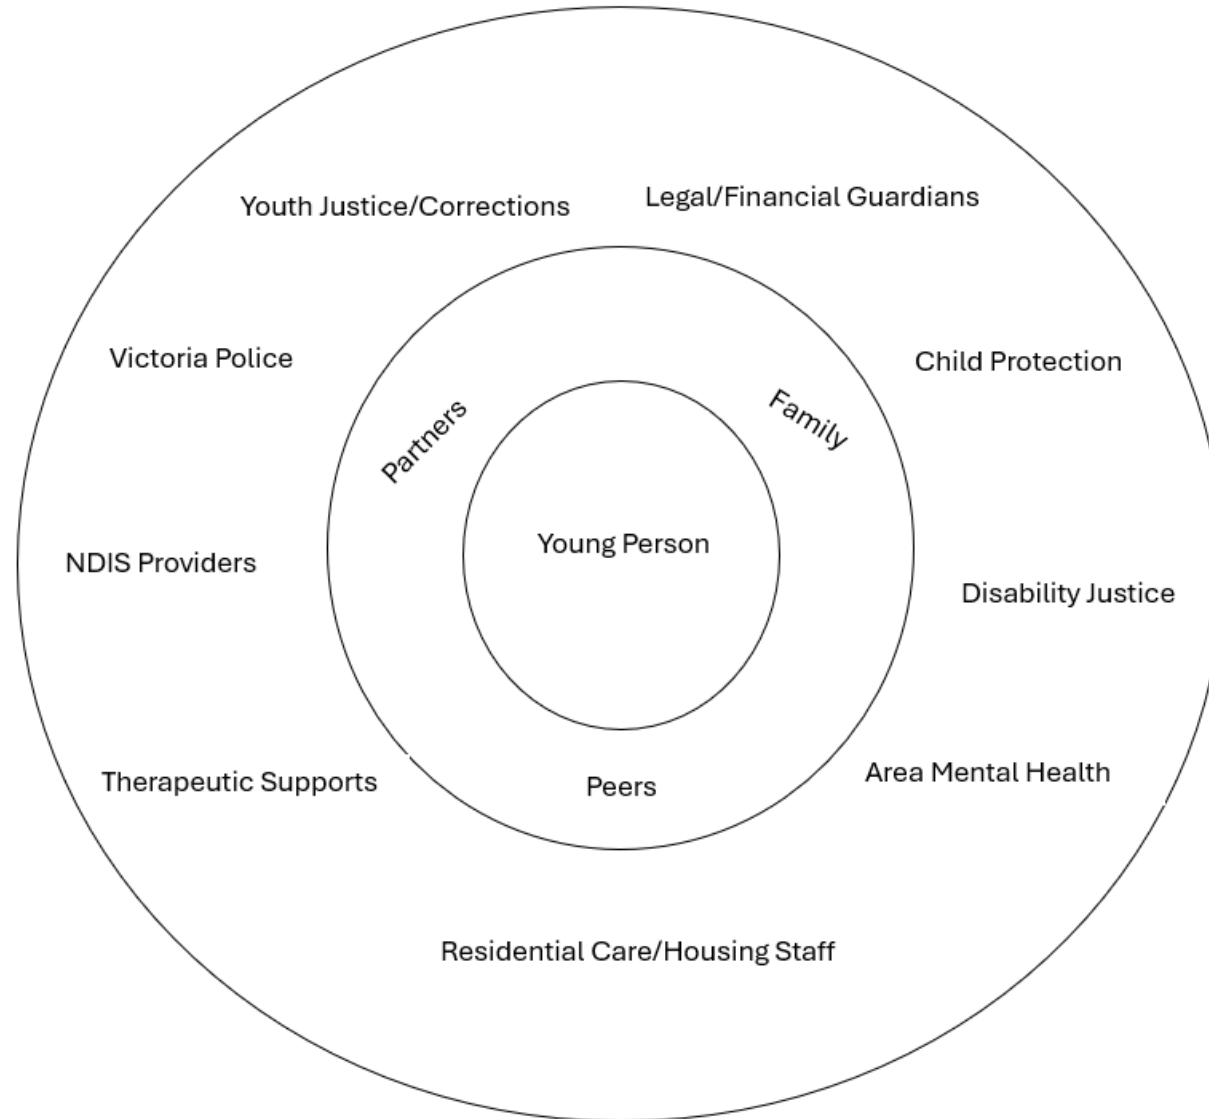 Youth Justice/Corrections
Legal/Financial Guardians
Victoria Police
Child Protection
Partners
Family
Young Person
NDIS Providers
Disability Justice
Therapeutic Supports
Peers
Area Mental Health
Residential Care/Housing Staff